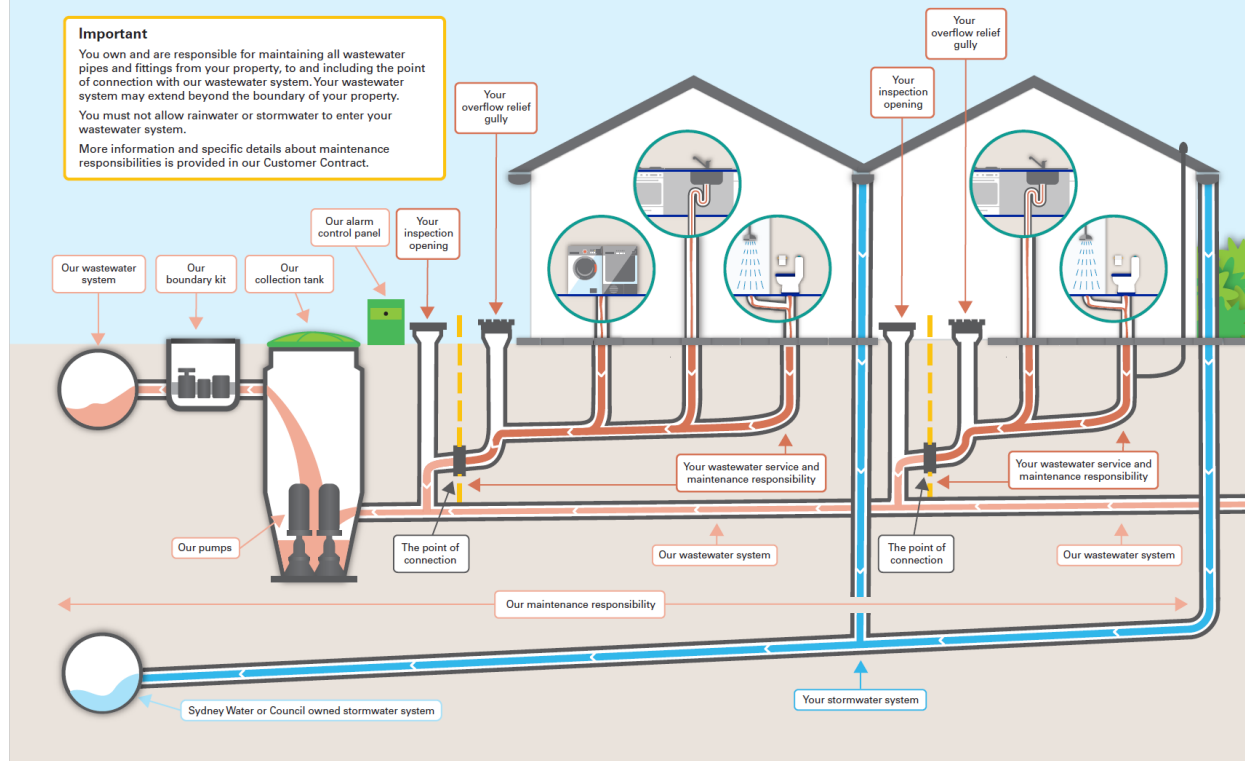 Important
You own and are responsible for maintaining all wastewater
pipes and fittings from your property, to and including the point
of connection with our wastewater system. Your wastewater
system may extend beyond the boundary of your property.
You must not allow rainwater or stormwater to enter your
wastewater system.
More information and specific details about maintenance
responsibilities is provided in our Customer Contract.
Your
overflow relief
gully
Your
inspection
opening
Your
overflow relief
gully
Our alarm
control panel
Your
inspection
opening
Our wastewater
system
Our
boundary kit
Our
collection tank
Your wastewater service and
maintenance responsibility
Your wastewater service and
maintenance responsibility
Our pumps
The point of
connection
Our wastewater system
The point of
connection
Our wastewater system
Our maintenance responsibility
Your stormwater system
Sydney Water or Council owned stormwater system